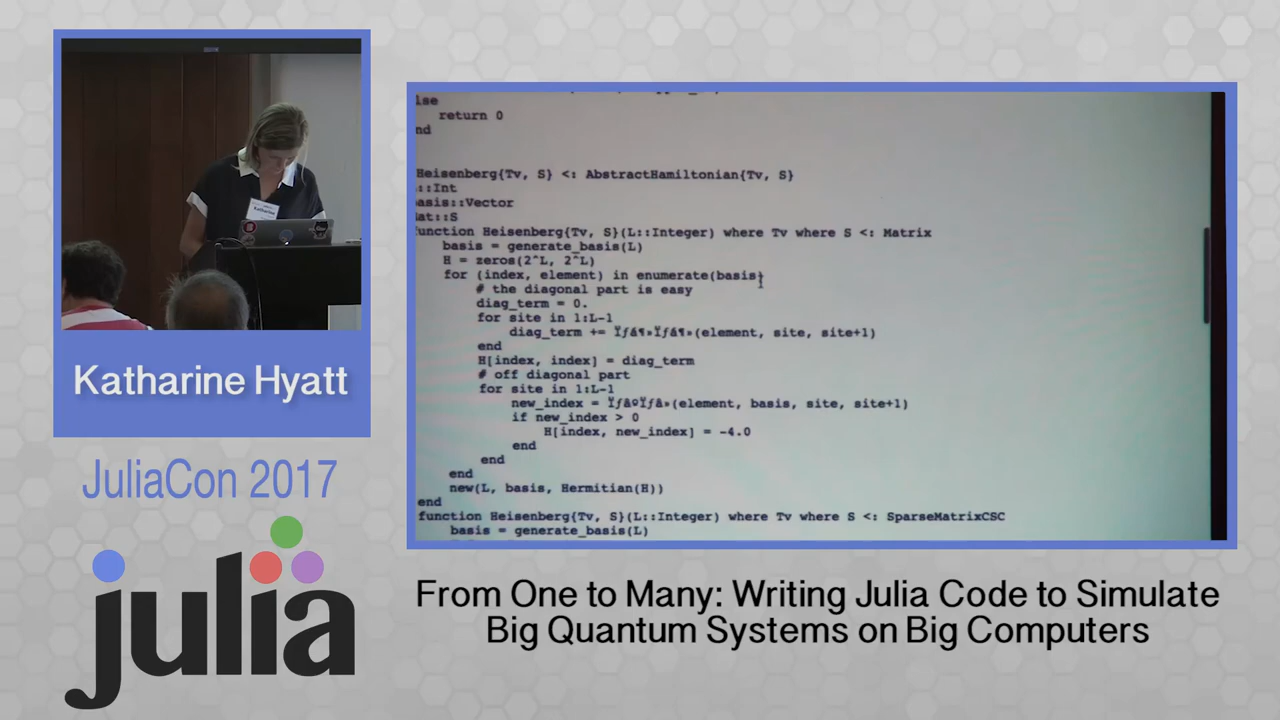 Katharine
Katharine Hyatt
JuliaCon 2017
julia
lse
return 0
nd
Heisenberg{Tv, S} <: AbstractHamiltonian{Tv, S}
::Int
asis::Vector
at::S
function Heisenberg{Tv, S}(L::Integer) where Tv where S <: Matrix
basis = generate_basis(L)
H = zeros(2^L, 2^L)
for (index, element) in enumerate(basis)
# the diagonal part is easy
diag_term = 0.
for site in 1:L-1
diag_term += Ïƒá¶»Ïƒá¶»(element, site, site+1)
end
H[index, index] = diag_term
# off diagonal part
for site in 1:L-1
new_index = ÏƒâºÏƒâ»(element, basis, site, site+1)
if new_index > 0
H[index, new_index] = -4.0
end
end
end
new(L, basis, Hermitian(H))
end
function Heisenberg{Tv, S}(L::Integer) where Tv where S <: SparseMatrixCSC
basis = generate_basis(L)
From One to Many: Writing Julia Code to Simulate
Big Quantum Systems on Big Computers